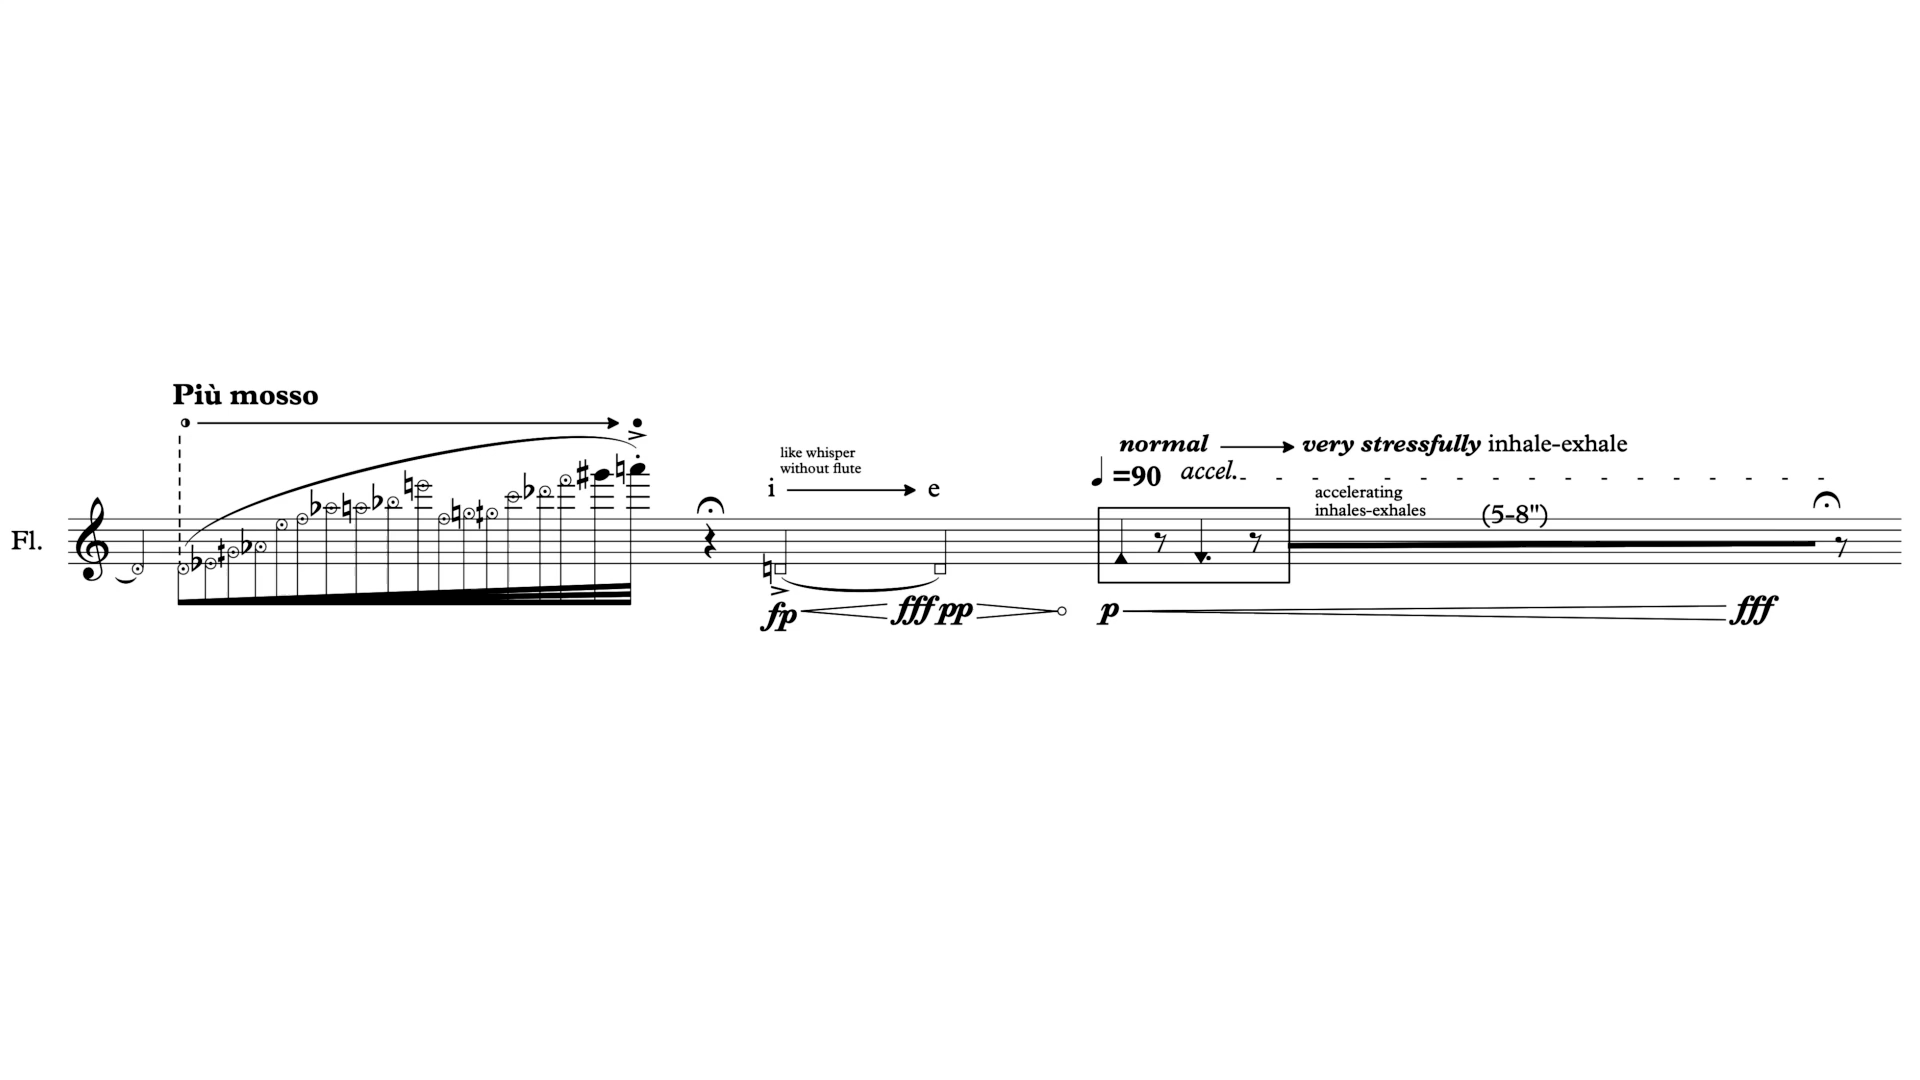 Più mosso
normal very stressfully inhale-exhale
like whisper
without flute
=90 accel.
i e
accelerating
inhales-exhales
(5-8")
Fl.
fp fff pp p fff